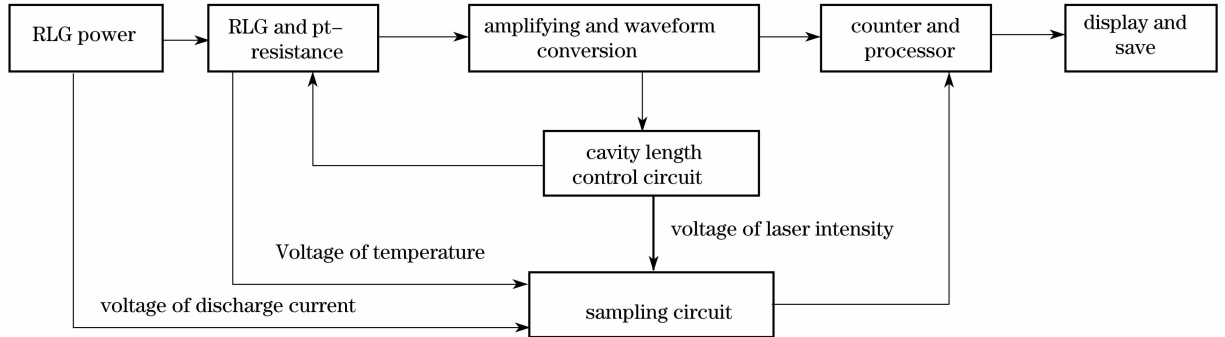 RLG power
RLG and pt–
resistance
amplifying and waveform
conversion
counter and
processor
display and
save
cavity length
control circuit
voltage of laser intensity
Voltage of temperature
voltage of discharge current
sampling circuit